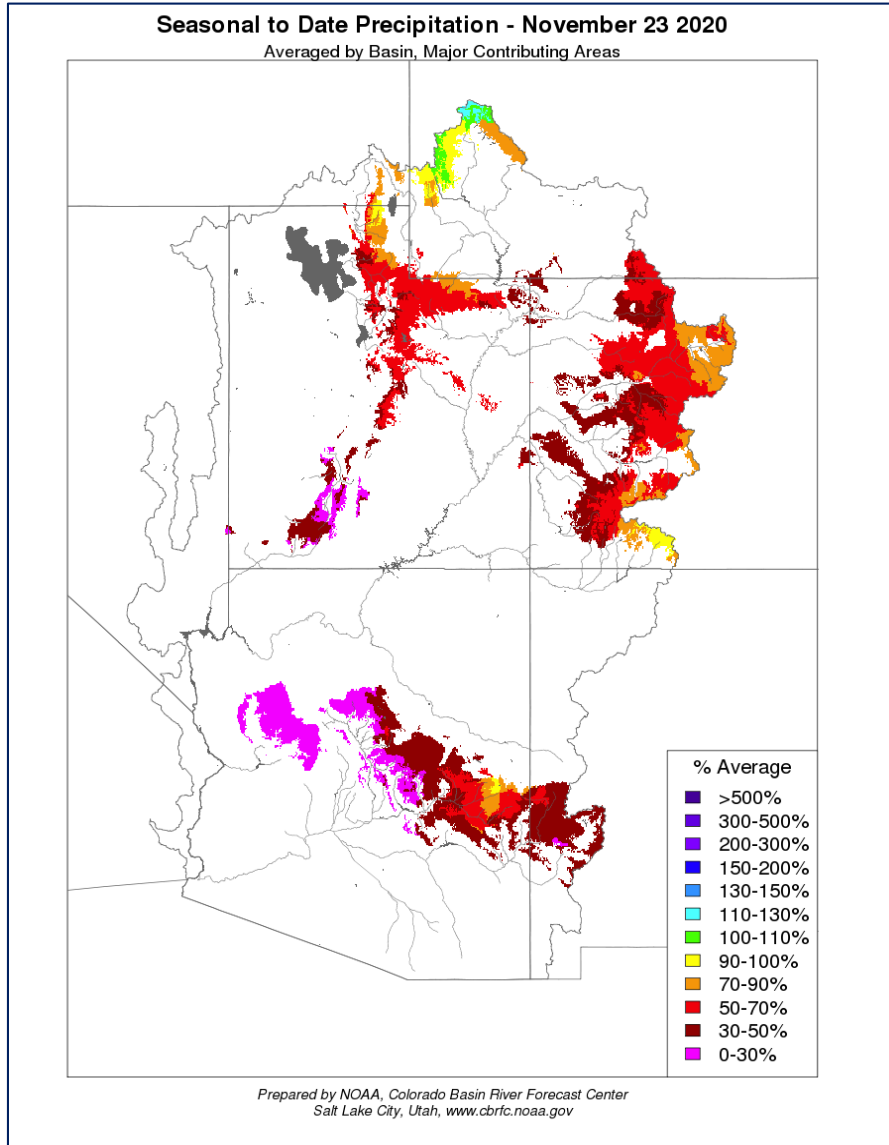 Seasonal to Date Precipitation - November 23 2020
Averaged by Basin, Major Contributing Areas
% Average
>500%
300-500%
200-300%
150-200%
130-150%
110-130%
100-110%
90-100%
70-90%
50-70%
30-50%
0-30%
Prepared by NOAA, Colorado Basin River Forecast Center
Salt Lake City, Utah, www.cbrfc.noaa.gov